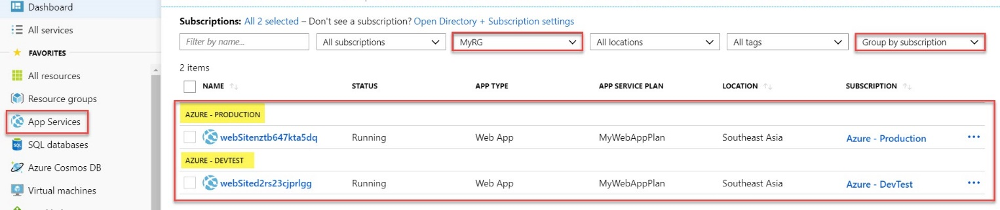 Dashboard
All services
FAVORITES
All resources
Resource groups
App Services
SQL databases
Azure Cosmos DB
Virtual machines
Subscriptions: All 2 selected – Don't see a subscription? Open Directory + Subscription settings
Filter by name... All subscriptions MyRG All locations All tags Group by subscription
2 items
NAME STATUS APP TYPE APP SERVICE PLAN LOCATION SUBSCRIPTION
AZURE - PRODUCTION
webSitenztb647kta5dq Running Web App MyWebAppPlan Southeast Asia Azure - Production
AZURE - DEVTEST
webSited2rs23cjprlgg Running Web App MyWebAppPlan Southeast Asia Azure - DevTest